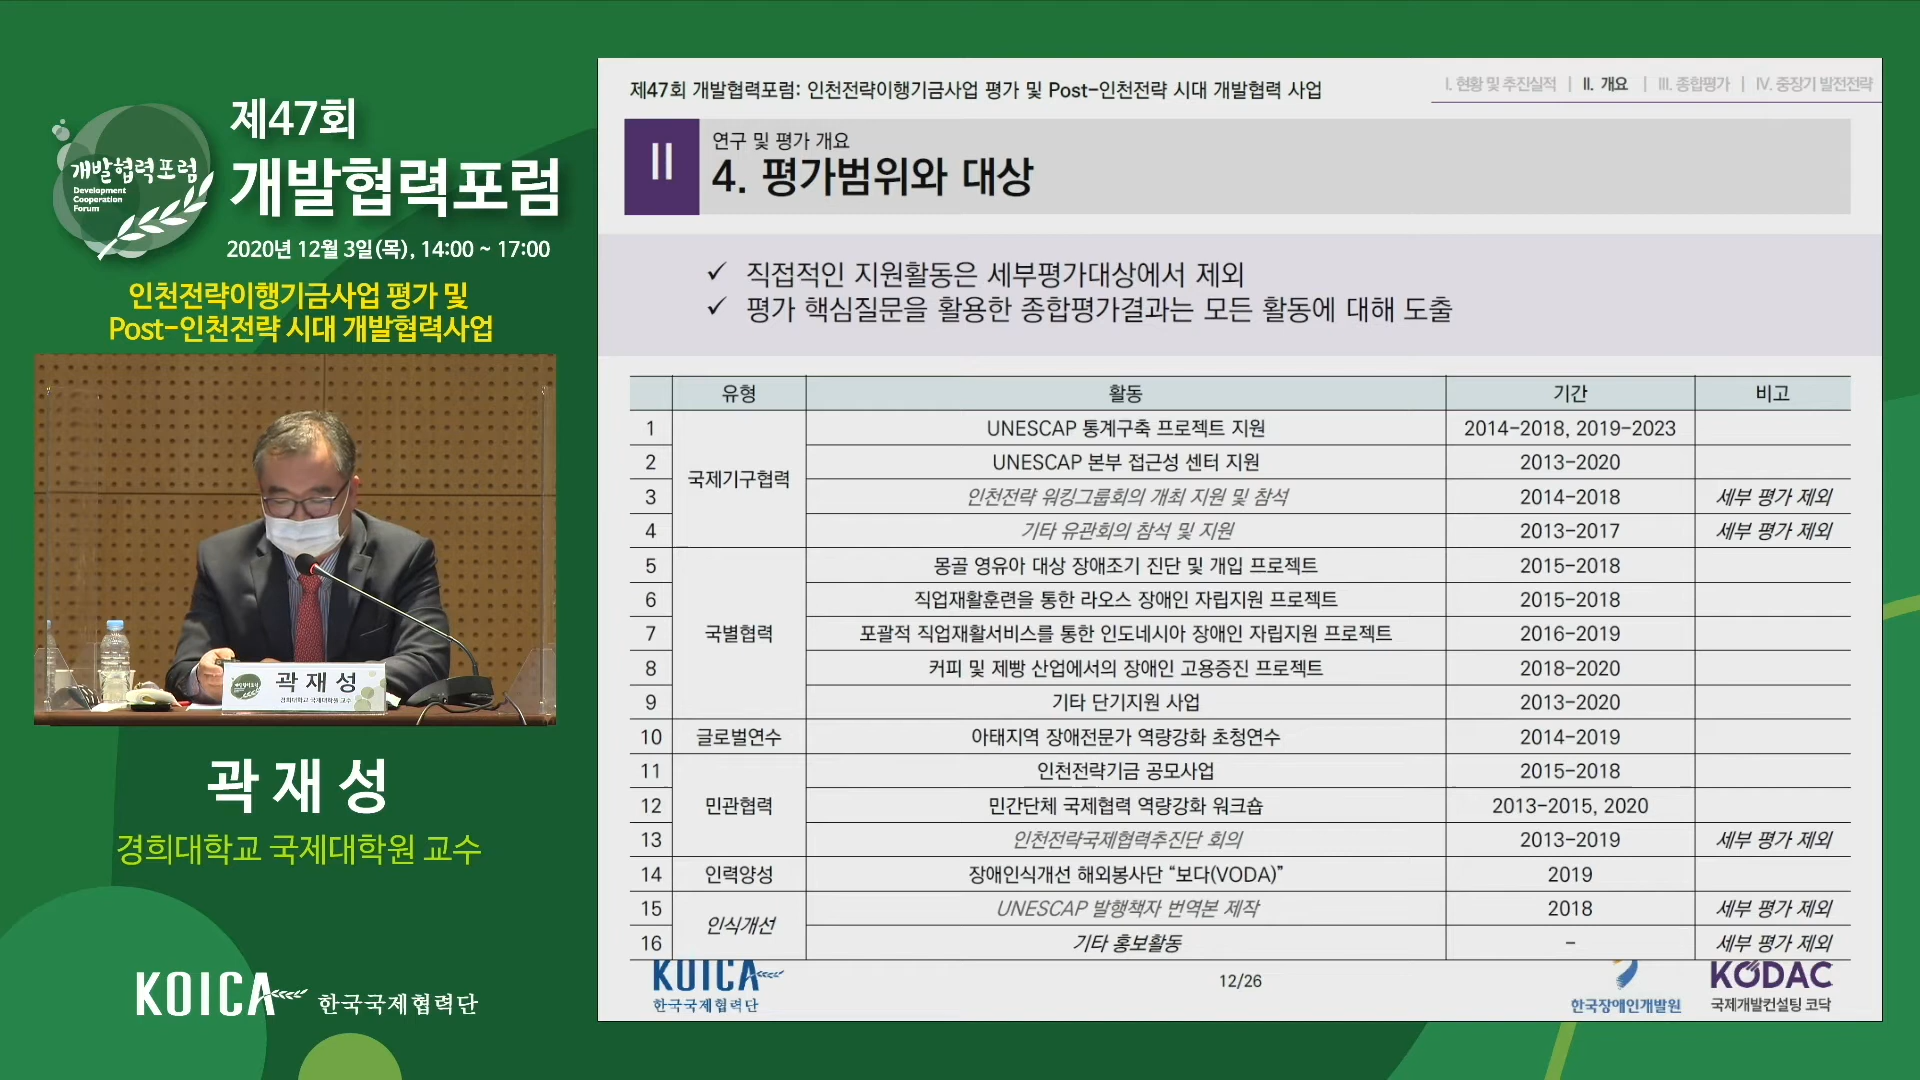 제47회
개발협력포럼
개발협력포럼
Development
Cooperation
Forum
2020년 12월 3일(목), 14:00 ~ 17:00
인천전략이행기금사업 평가 및
Post-인천전략 시대 개발협력사업
곽 재 성
경희대학교 국제대학원 교수
곽 재 성
경희대학교 국제대학원 교수
KOICA 한국국제협력단
제47회 개발협력포럼: 인천전략이행기금사업 평가 및 Post-인천전략 시대 개발협력 사업
I. 현황 및 추진실적 | II. 개요 | III. 종합평가 | IV. 중장기 발전전략
II
연구 및 평가 개요
4. 평가범위와 대상
✓ 직접적인 지원활동은 세부평가대상에서 제외
✓ 평가 핵심질문을 활용한 종합평가결과는 모든 활동에 대해 도출
유형 활동 기간 비고
1 국제기구협력 UNESCAP 통계구축 프로젝트 지원 2014-2018, 2019-2023
2 UNESCAP 본부 접근성 센터 지원 2013-2020
3 인천전략 워킹그룹회의 개최 지원 및 참석 2014-2018 세부 평가 제외
4 기타 유관회의 참석 및 지원 2013-2017 세부 평가 제외
5 국별협력 몽골 영유아 대상 장애조기 진단 및 개입 프로젝트 2015-2018
6 직업재활훈련을 통한 라오스 장애인 자립지원 프로젝트 2015-2018
7 포괄적 직업재활서비스를 통한 인도네시아 장애인 자립지원 프로젝트 2016-2019
8 커피 및 제빵 산업에서의 장애인 고용증진 프로젝트 2018-2020
9 기타 단기지원 사업 2013-2020
10 글로벌연수 아태지역 장애전문가 역량강화 초청연수 2014-2019
11 민관협력 인천전략기금 공모사업 2015-2018
12 민간단체 국제협력 역량강화 워크숍 2013-2015, 2020
13 인천전략국제협력추진단 회의 2013-2019 세부 평가 제외
14 인력양성 장애인식개선 해외봉사단 “보다(VODA)” 2019
15 인식개선 UNESCAP 발행책자 번역본 제작 2018 세부 평가 제외
16 기타 홍보활동 - 세부 평가 제외
KOICA
한국국제협력단
12/26
한국장애인개발원
KODAC
국제개발컨설팅 코닥